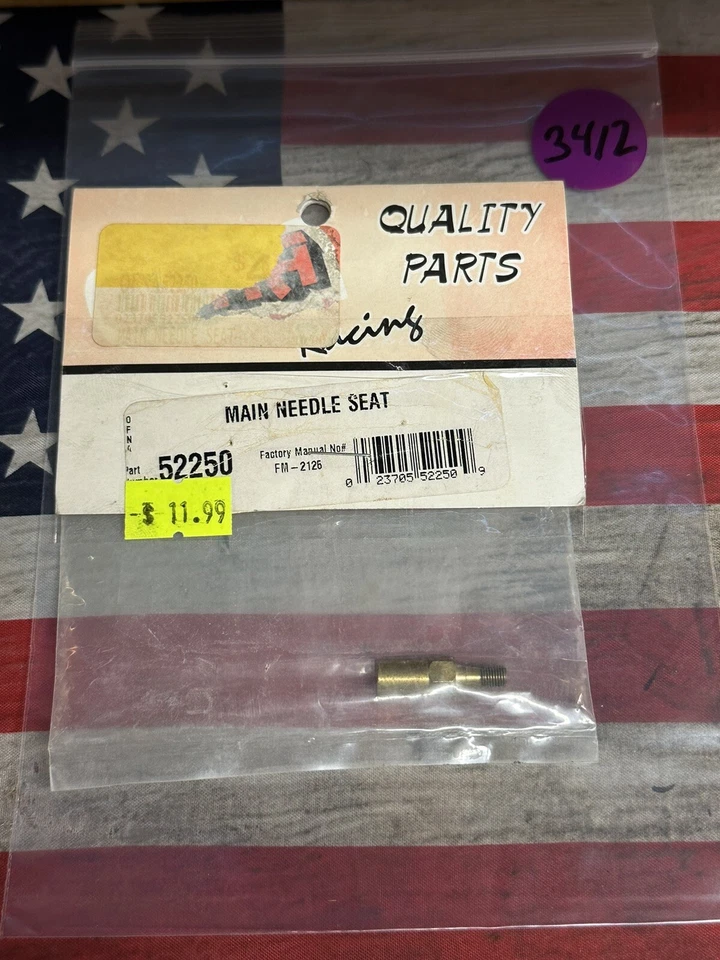 3412
QUALITY
PARTS
Racing
MAIN NEEDLE SEAT
OFNA
Part 52250
Factory Manual No#
FM-2126
0 23705 52250 9
$ 11.99